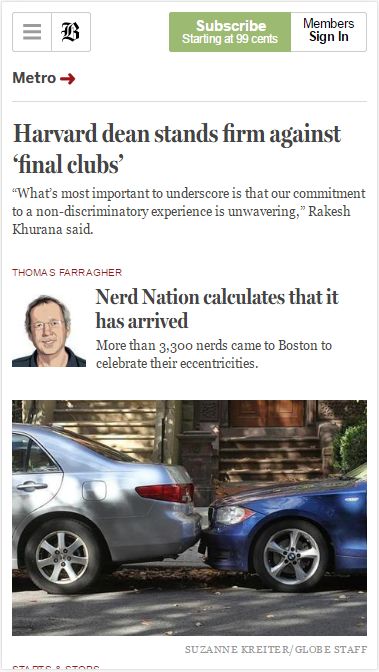 B
Subscribe
Starting at 99 cents
Members
Sign In
Metro
Harvard dean stands firm against
‘final clubs’
“What’s most important to underscore is that our commitment
to a non-discriminatory experience is unwavering,” Rakesh
Khurana said.
THOMAS FARRAGHER
Nerd Nation calculates that it
has arrived
More than 3,300 nerds came to Boston to
celebrate their eccentricities.
SUZANNE KREITER/GLOBE STAFF
STARTS & STOPS